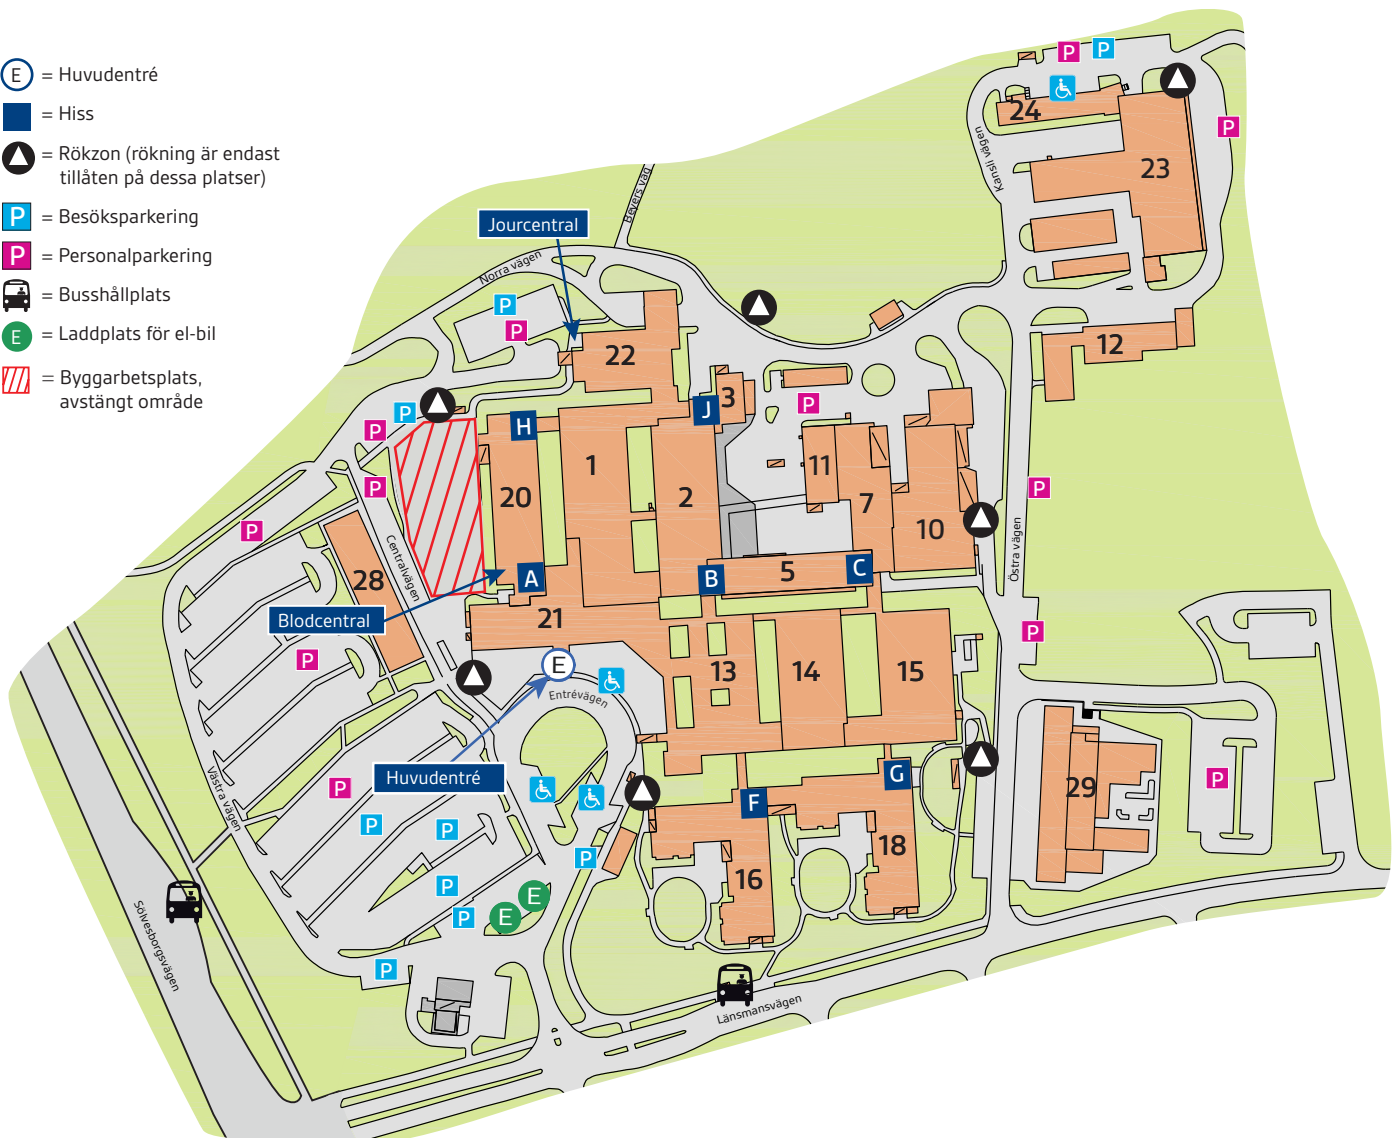 E = Huvudentré
= Hiss
= Rökzon (rökning är endast
tillåten på dessa platser)
P = Besöksparkering
P = Personalparkering
= Busshållplats
E = Laddplats för el-bil
= Byggarbetsplats,
avstängt område
P P
24
P
23
Kansli vägen
Bevers väg
Jourcentral
Norra vägen
P
P
22
12
3
J
P
P
P
H
1
11
20
2
7
10
P
P
P
Östra vägen
Centralvägen
28
A
B
5
C
Blodcentral
21
P
P
E
13
14
15
Entrévägen
Huvudentré
G
F
29
P
P
Västra vägen
P
P
18
P
16
P
E
E
P
P
Sölvesborgsvägen
Länsmansvägen